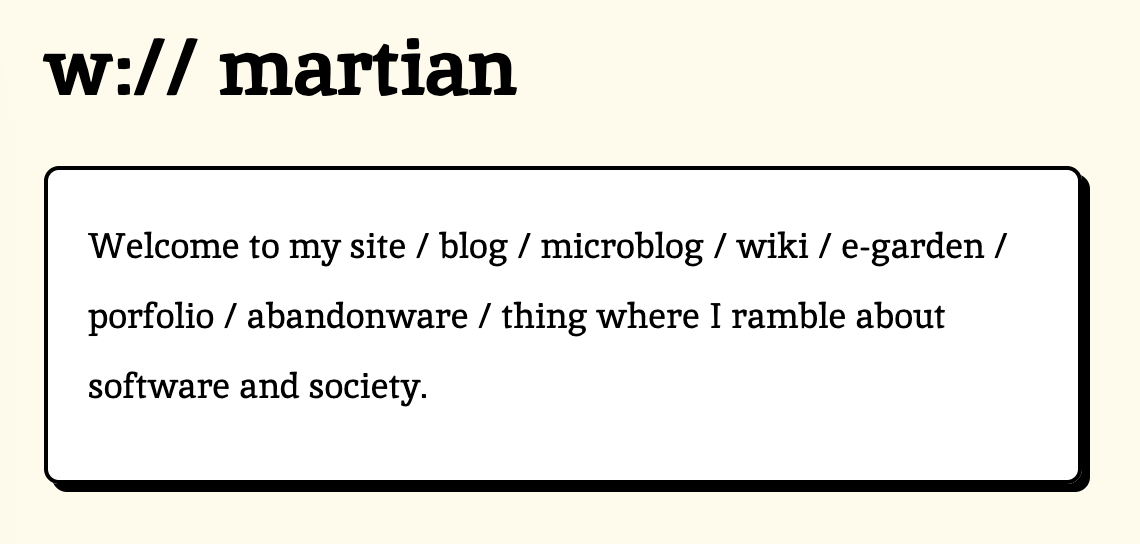 w:// martian
Welcome to my site / blog / microblog / wiki / e-garden /
porfolio / abandonware / thing where I ramble about
software and society.